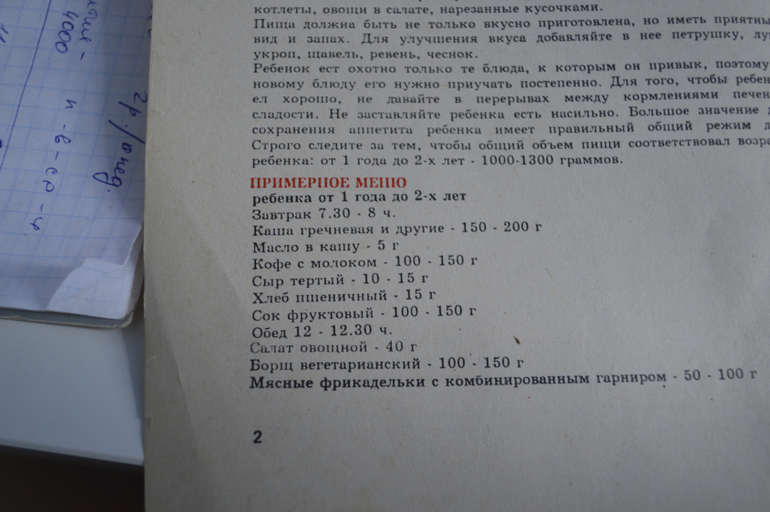 котлеты, овощи в салате, нарезанные кусочками.
Пища должна быть не только вкусно приготовлена, но иметь приятны
вид и запах. Для улучшения вкуса добавляйте в нее петрушку, лу
укроп, щавель, ревень, чеснок.
Ребенок ест охотно только те блюда, к которым он привык, поэтому
новому блюду его нужно приучать постепенно. Для того, чтобы ребен
ел хорошо, не давайте в перерывах между кормлениями печен
сладости. Не заставляйте ребенка есть насильно. Большое значение д
сохранения аппетита ребенка имеет правильный общий режим д
Строго следите за тем, чтобы общий объем пищи соответствовал возра
ребенка: от 1 года до 2-х лет - 1000-1300 граммов.
ПРИМЕРНОЕ МЕНЮ
ребенка от 1 года до 2-х лет
Завтрак 7.30 - 8 ч.
Каша гречневая и другие - 150 - 200 г
Масло в кашу - 5 г
Кофе с молоком - 100 - 150 г
Сыр тертый - 10 - 15 г
Хлеб пшеничный - 15 г
Сок фруктовый - 100 - 150 г
Обед 12 - 12.30 ч.
Салат овощной - 40 г
Борщ вегетарианский - 100 - 150 г
Мясные фрикадельки с комбинированным гарниром - 50 - 100 г
2
4000
2р./нед.
п-в-ср-ч